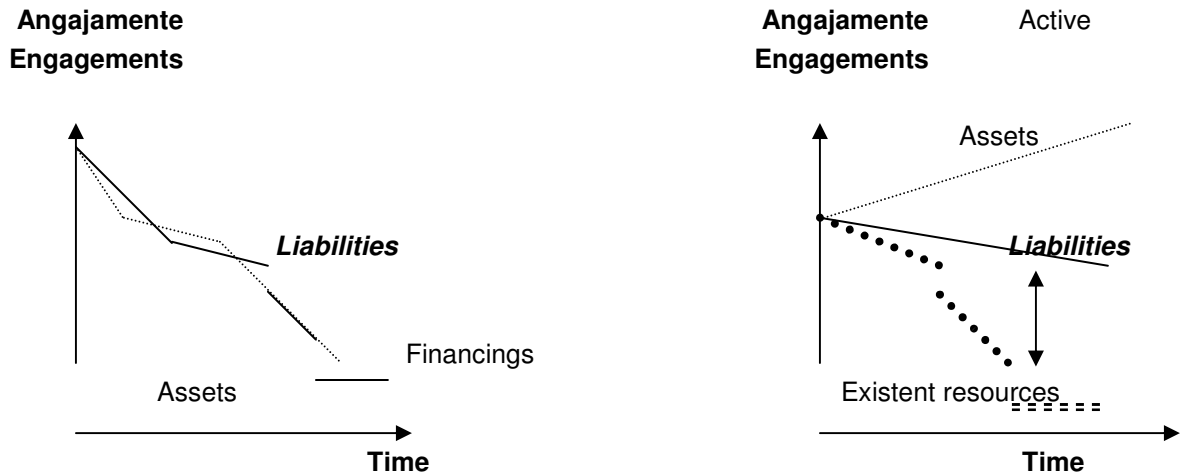 Angajamente
Engagements
Liabilities
Financings
Assets
Time
Angajamente Active
Engagements
Assets
Liabilities
Existent resources
Time